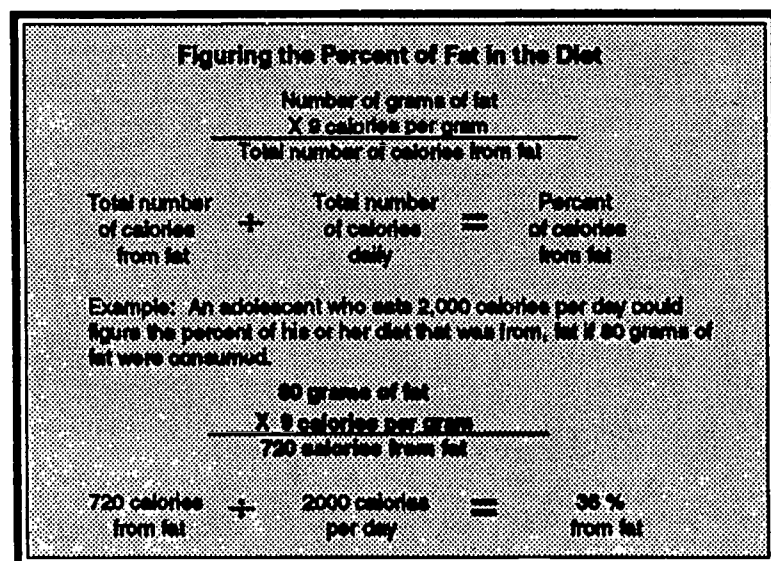 Figuring the Percent of Fat in the Diet
Number of grams of fat
X 9 calories per gram
Total number of calories from fat
Total number of calories from fat ÷ Total number of calories daily = Percent of calories from fat
Example: An adolescent who eats 2,000 calories per day could
figure the percent of his or her diet that was from, fat if 80 grams of
fat were consumed.
80 grams of fat
X 9 calories per gram
720 calories from fat
720 calories from fat ÷ 2000 calories per day = 36 % from fat